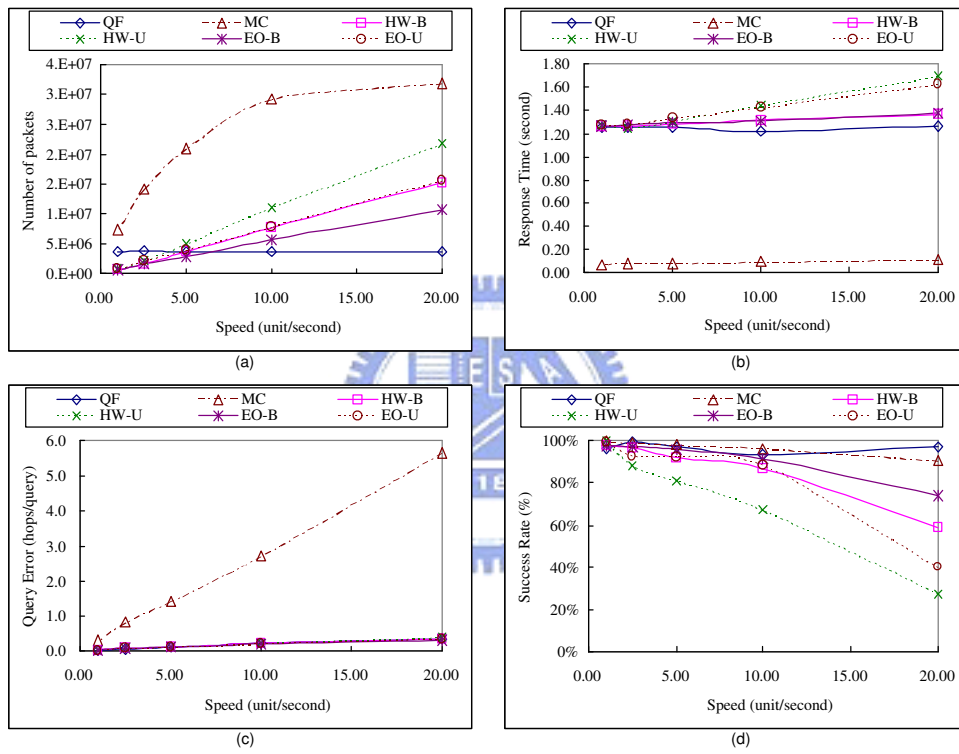 QF MC HW-B
HW-U EO-B EO-U
4.E+07
3.E+07
3.E+07
2.E+07
2.E+07
1.E+07
5.E+06
0.E+00
Number of packets
0.00 5.00 10.00 15.00 20.00
Speed (unit/second)
(a)
QF MC HW-B
HW-U EO-B EO-U
1.80
1.60
1.40
1.20
1.00
0.80
0.60
0.40
0.20
0.00
Response Time (second)
0.00 5.00 10.00 15.00 20.00
Speed (unit/second)
(b)
E S A
18
QF MC HW-B
HW-U EO-B EO-U
6.0
5.0
4.0
3.0
2.0
1.0
0.0
Query Error (hops/query)
0.00 5.00 10.00 15.00 20.00
Speed (unit/second)
(c)
QF MC HW-B
HW-U EO-B EO-U
100%
80%
60%
40%
20%
0%
Success Rate (%)
0.00 5.00 10.00 15.00 20.00
Speed (unit/second)
(d)